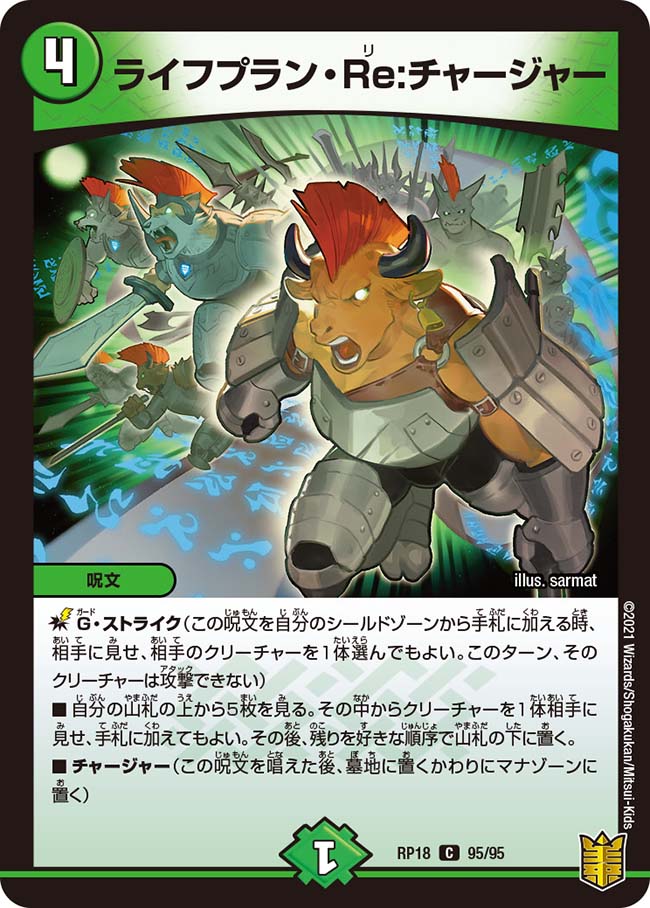 4
ライフプラン・Re:チャージャー
リ
呪文
illus. sarmat
G・ストライク(この呪文を自分のシールドゾーンから手札に加える時、
ガード
相手に見せ、相手のクリーチャーを1体選んでもよい。このターン、その
クリーチャーは攻撃できない)
アタック
■ 自分の山札の上から5枚を見る。その中からクリーチャーを1体相手に
見せ、手札に加えてもよい。その後、残りを好きな順序で山札の下に置く。
■ チャージャー(この呪文を唱えた後、墓地に置くかわりにマナゾーンに
置く)
©2021 Wizards/Shogakukan/Mitsui-Kids
1
RP18 C 95/95